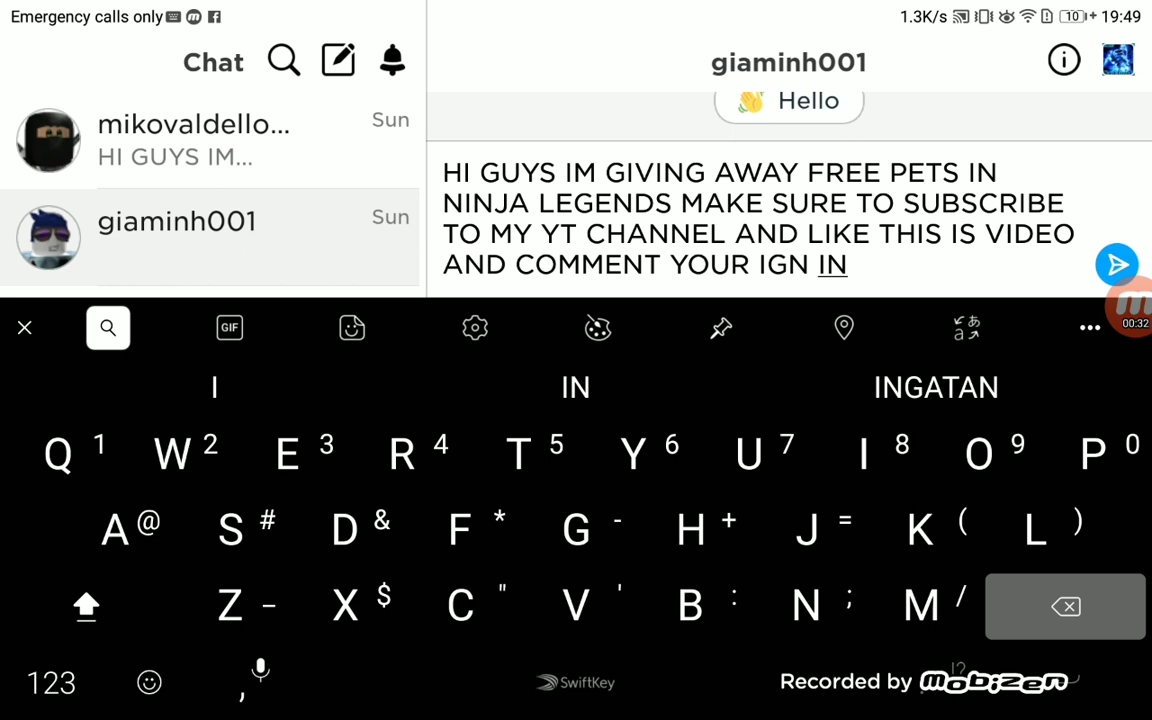 Emergency calls only
1.3K/s 10 19:49
Chat
giaminh001
mikovaldello... Sun
HI GUYS IM...
giaminh001 Sun
👋 Hello
HI GUYS IM GIVING AWAY FREE PETS IN
NINJA LEGENDS MAKE SURE TO SUBSCRIBE
TO MY YT CHANNEL AND LIKE THIS IS VIDEO
AND COMMENT YOUR IGN IN
00:32
GIF
I IN INGATAN
Q 1 W 2 E 3 R 4 T 5 Y 6 U 7 I 8 O 9 P 0
A @ S # D & F * G - H + J = K ( L )
Z – X $ C " V ' B : N ; M /
123 , SwiftKey !?
Recorded by mobizen